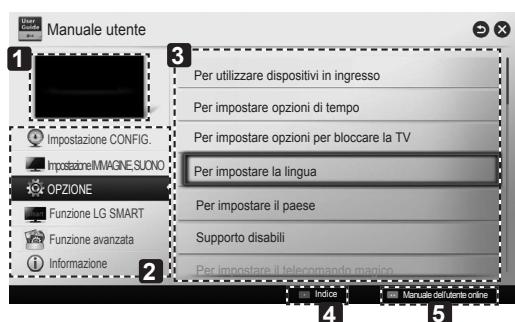 User Guide
Manuale utente
1
3
Per utilizzare dispositivi in ingresso
Per impostare opzioni di tempo
Per impostare opzioni per bloccare la TV
Per impostare la lingua
Per impostare il paese
Supporto disabili
Per impostare il telecomando magico
Impostazione CONFIG.
Impostazione IMMAGINE, SUONO
OPZIONE
Funzione LG SMART
Funzione avanzata
Informazione
2
Indice
Manuale dell'utente online
4
5